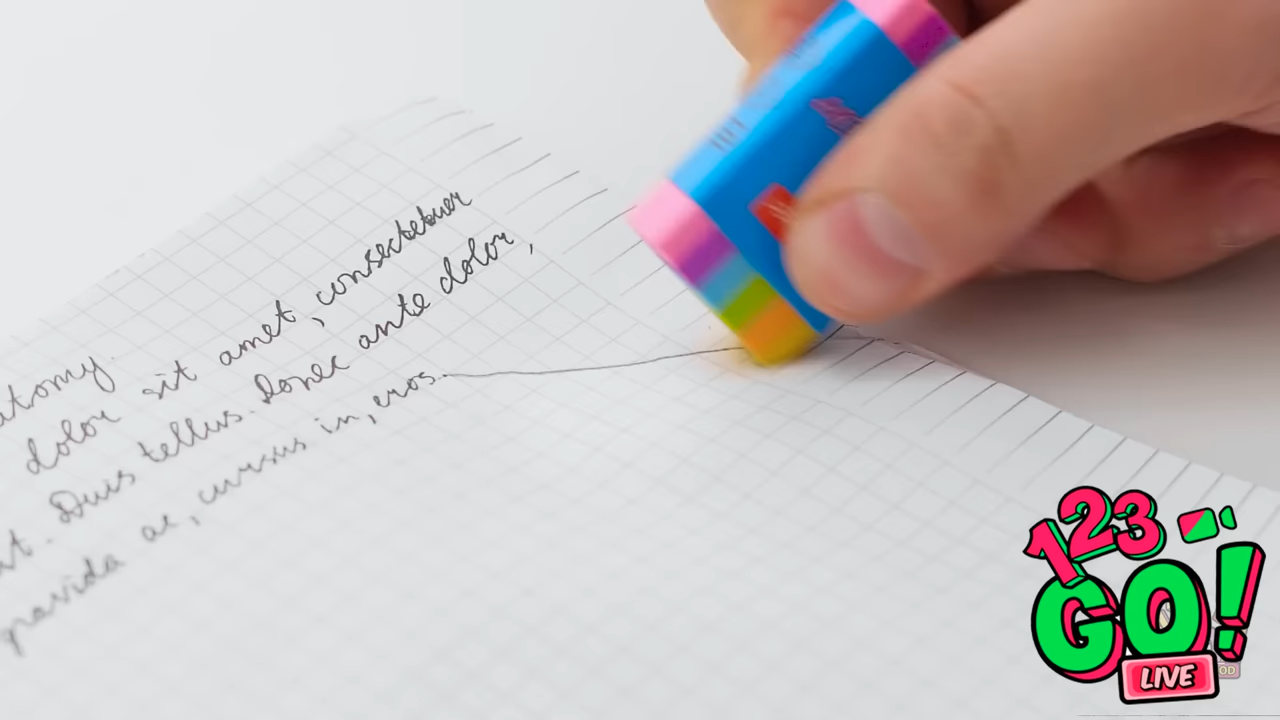 atomy.
dolor sit amet, consectetuer
Duis tellus. Donec ante dolor,
gravida ac, cursus in, eros.
123
GO!
LIVE